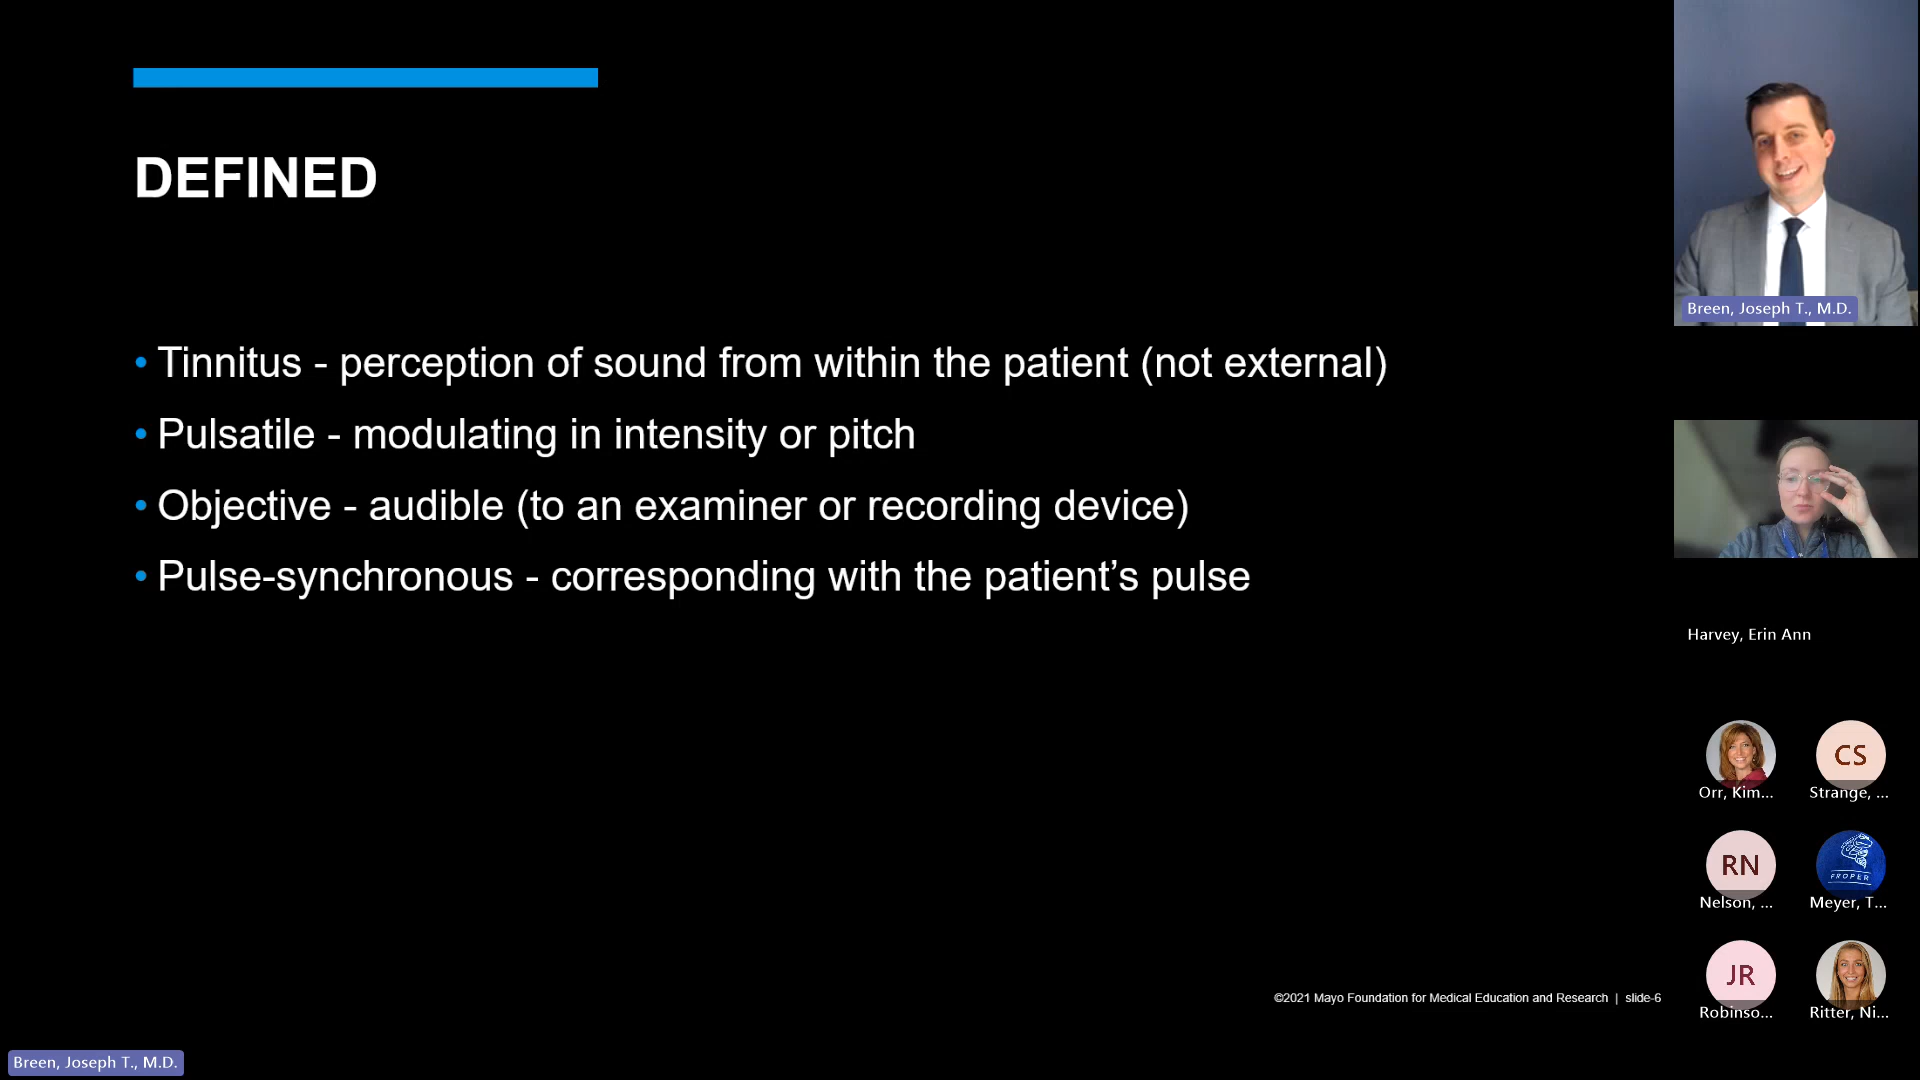 DEFINED
• Tinnitus - perception of sound from within the patient (not external)
• Pulsatile - modulating in intensity or pitch
• Objective - audible (to an examiner or recording device)
• Pulse-synchronous - corresponding with the patient’s pulse
©2021 Mayo Foundation for Medical Education and Research | slide-6
Breen, Joseph T., M.D.
Breen, Joseph T., M.D.
Harvey, Erin Ann
Orr, Kim...
CS
Strange, ...
RN
Nelson, ...
PROPER
Meyer, T...
JR
Robinso...
Ritter, Ni...